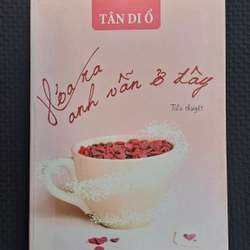 TÂN DI Ổ
Hóa ra
anh vẫn ở đây
Tiểu thuyết